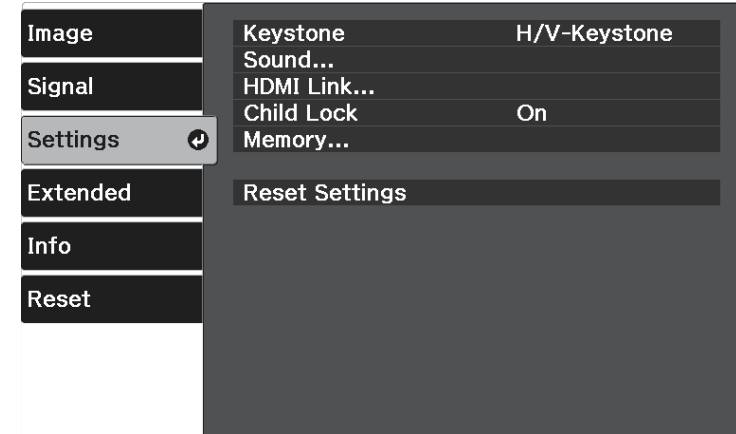 Image
Signal
Settings
Extended
Info
Reset
Keystone H/V-Keystone
Sound...
HDMI Link...
Child Lock On
Memory...
Reset Settings